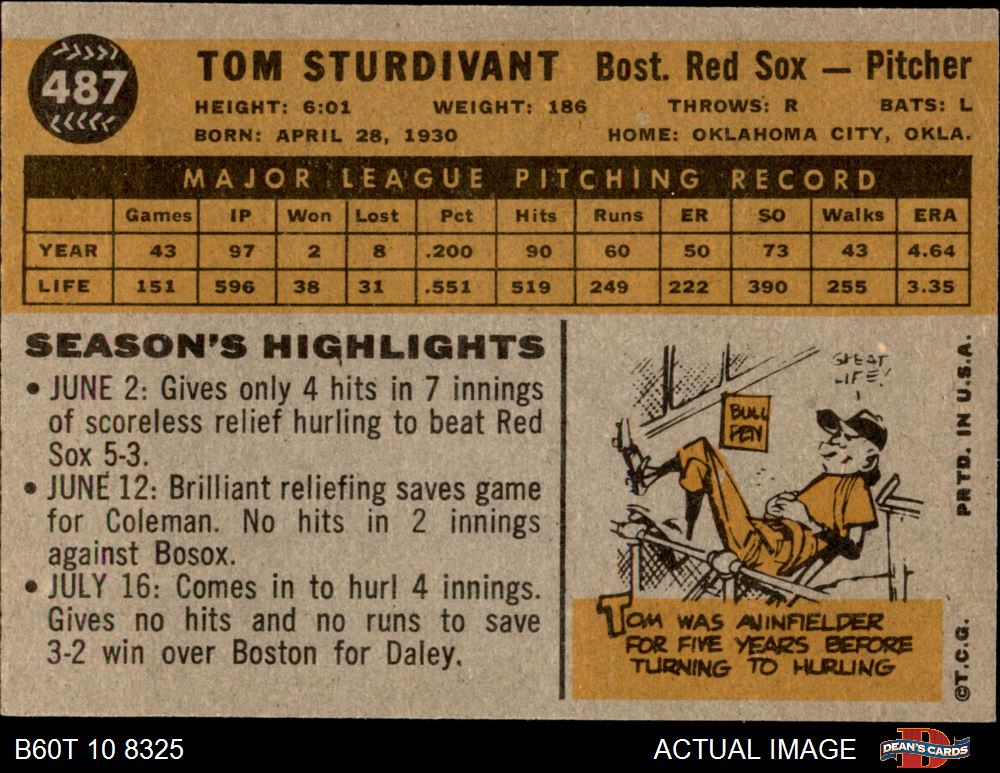 487
TOM STURDIVANT Bost. Red Sox — Pitcher
HEIGHT: 6:01 WEIGHT: 186 THROWS: R BATS: L
BORN: APRIL 28, 1930 HOME: OKLAHOMA CITY, OKLA.
MAJOR LEAGUE PITCHING RECORD
Games IP Won Lost Pct Hits Runs ER SO Walks ERA
YEAR 43 97 2 8 .200 90 60 50 73 43 4.64
LIFE 151 596 38 31 .551 519 249 222 390 255 3.35
SEASON'S HIGHLIGHTS
• JUNE 2: Gives only 4 hits in 7 innings
of scoreless relief hurling to beat Red
Sox 5-3.
• JUNE 12: Brilliant reliefing saves game
for Coleman. No hits in 2 innings
against Bosox.
• JULY 16: Comes in to hurl 4 innings.
Gives no hits and no runs to save
3-2 win over Boston for Daley.
GREAT
LIFE!
BULL
PEN
TOM WAS AN INFIELDER
FOR FIVE YEARS BEFORE
TURNING TO HURLING
PRTD. IN U.S.A.
©T.C.G.
B60T 10 8325
ACTUAL IMAGE
DEAN'S CARDS